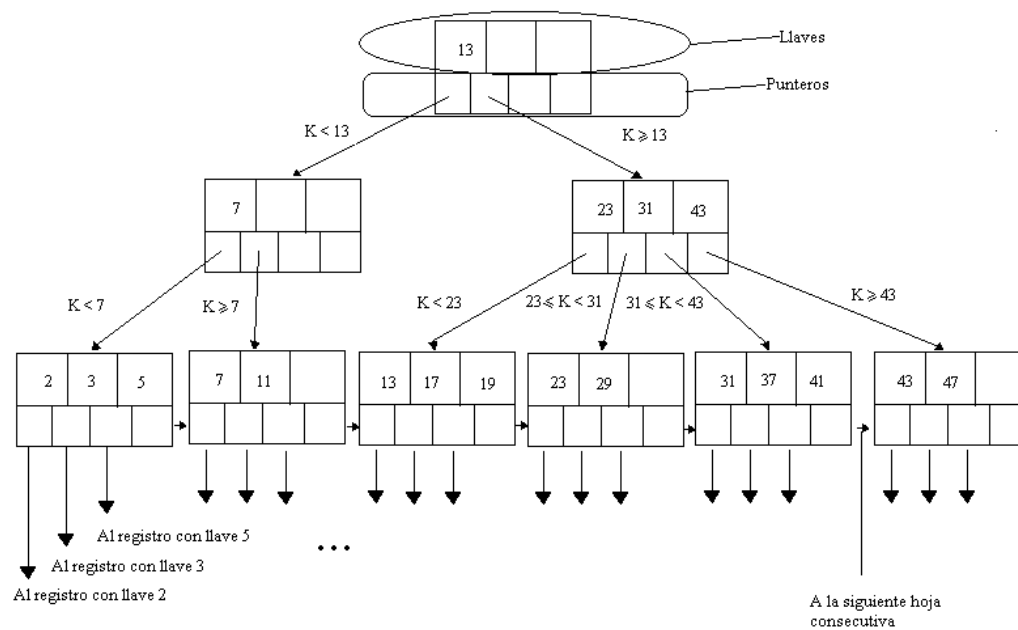 Llaves
13
Punteros
K < 13
K ⩾ 13
7
23 31 43
K < 7
K ⩾ 7
K < 23
23 ⩽ K < 31
31 ⩽ K < 43
K ⩾ 43
2 3 5
7 11
13 17 19
23 29
31 37 41
43 47
Al registro con llave 5
...
Al registro con llave 3
Al registro con llave 2
A la siguiente hoja
consecutiva